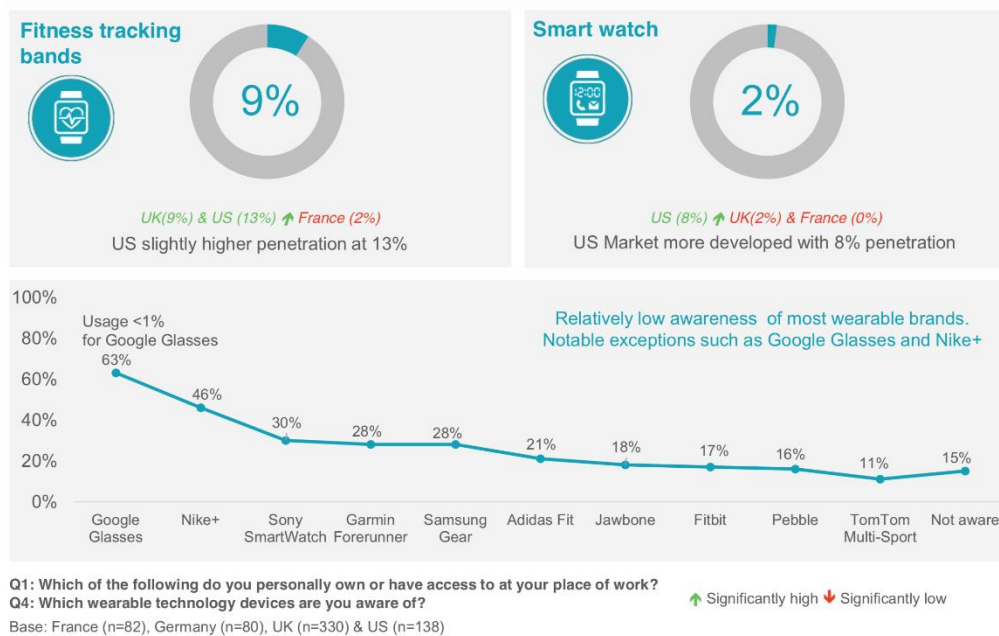 Fitness tracking
bands
9%
UK(9%) & US (13%) France (2%)
US slightly higher penetration at 13%
Smart watch
12:00
2%
US (8%) UK(2%) & France (0%)
US Market more developed with 8% penetration
100%
80%
60%
40%
20%
0%
Usage <1%
for Google Glasses
Relatively low awareness of most wearable brands.
Notable exceptions such as Google Glasses and Nike+
63%
46%
30%
28%
28%
21%
18%
17%
16%
11%
15%
Google
Glasses
Nike+
Sony
SmartWatch
Garmin
Forerunner
Samsung
Gear
Adidas Fit
Jawbone
Fitbit
Pebble
TomTom
Multi-Sport
Not aware
Q1: Which of the following do you personally own or have access to at your place of work?
Q4: Which wearable technology devices are you aware of?
Base: France (n=82), Germany (n=80), UK (n=330) & US (n=138)
Significantly high Significantly low